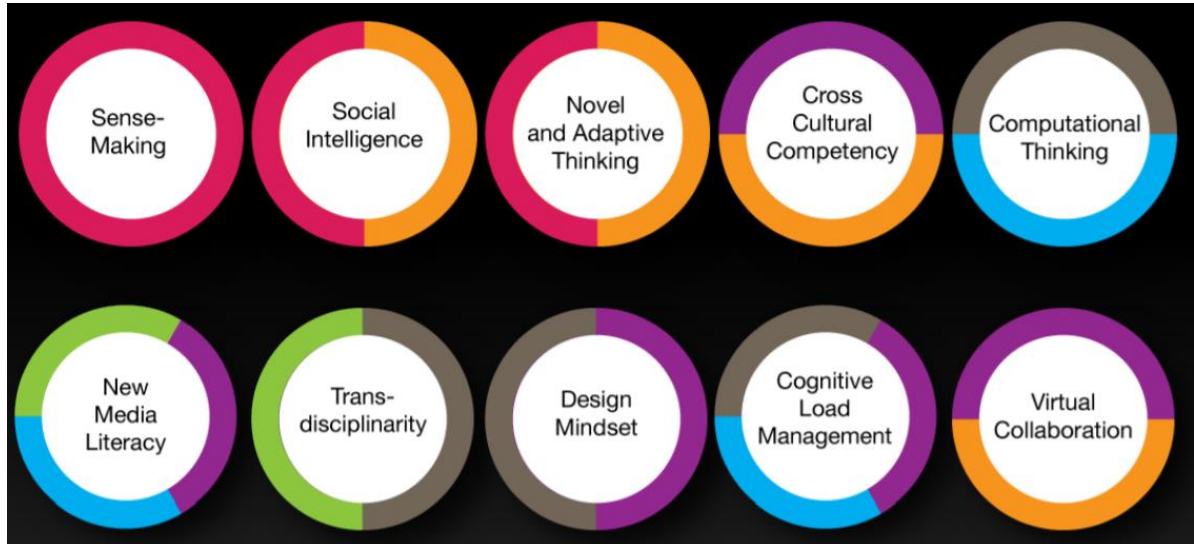 Sense-
Making
Social
Intelligence
Novel
and Adaptive
Thinking
Cross
Cultural
Competency
Computational
Thinking
New
Media
Literacy
Trans-
disciplinarity
Design
Mindset
Cognitive
Load
Management
Virtual
Collaboration